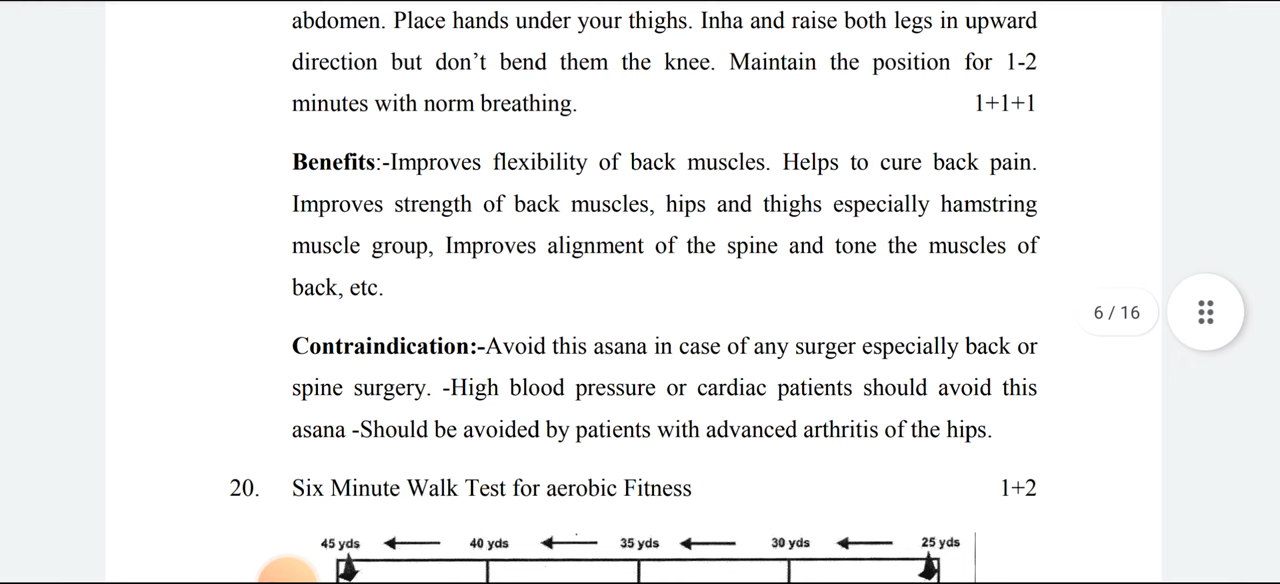 abdomen. Place hands under your thighs. Inha and raise both legs in upward
direction but don’t bend them the knee. Maintain the position for 1-2
minutes with norm breathing. 1+1+1
Benefits:-Improves flexibility of back muscles. Helps to cure back pain.
Improves strength of back muscles, hips and thighs especially hamstring
muscle group, Improves alignment of the spine and tone the muscles of
back, etc.
6 / 16
Contraindication:-Avoid this asana in case of any surger especially back or
spine surgery. -High blood pressure or cardiac patients should avoid this
asana -Should be avoided by patients with advanced arthritis of the hips.
20. Six Minute Walk Test for aerobic Fitness 1+2
45 yds 40 yds 35 yds 30 yds 25 yds